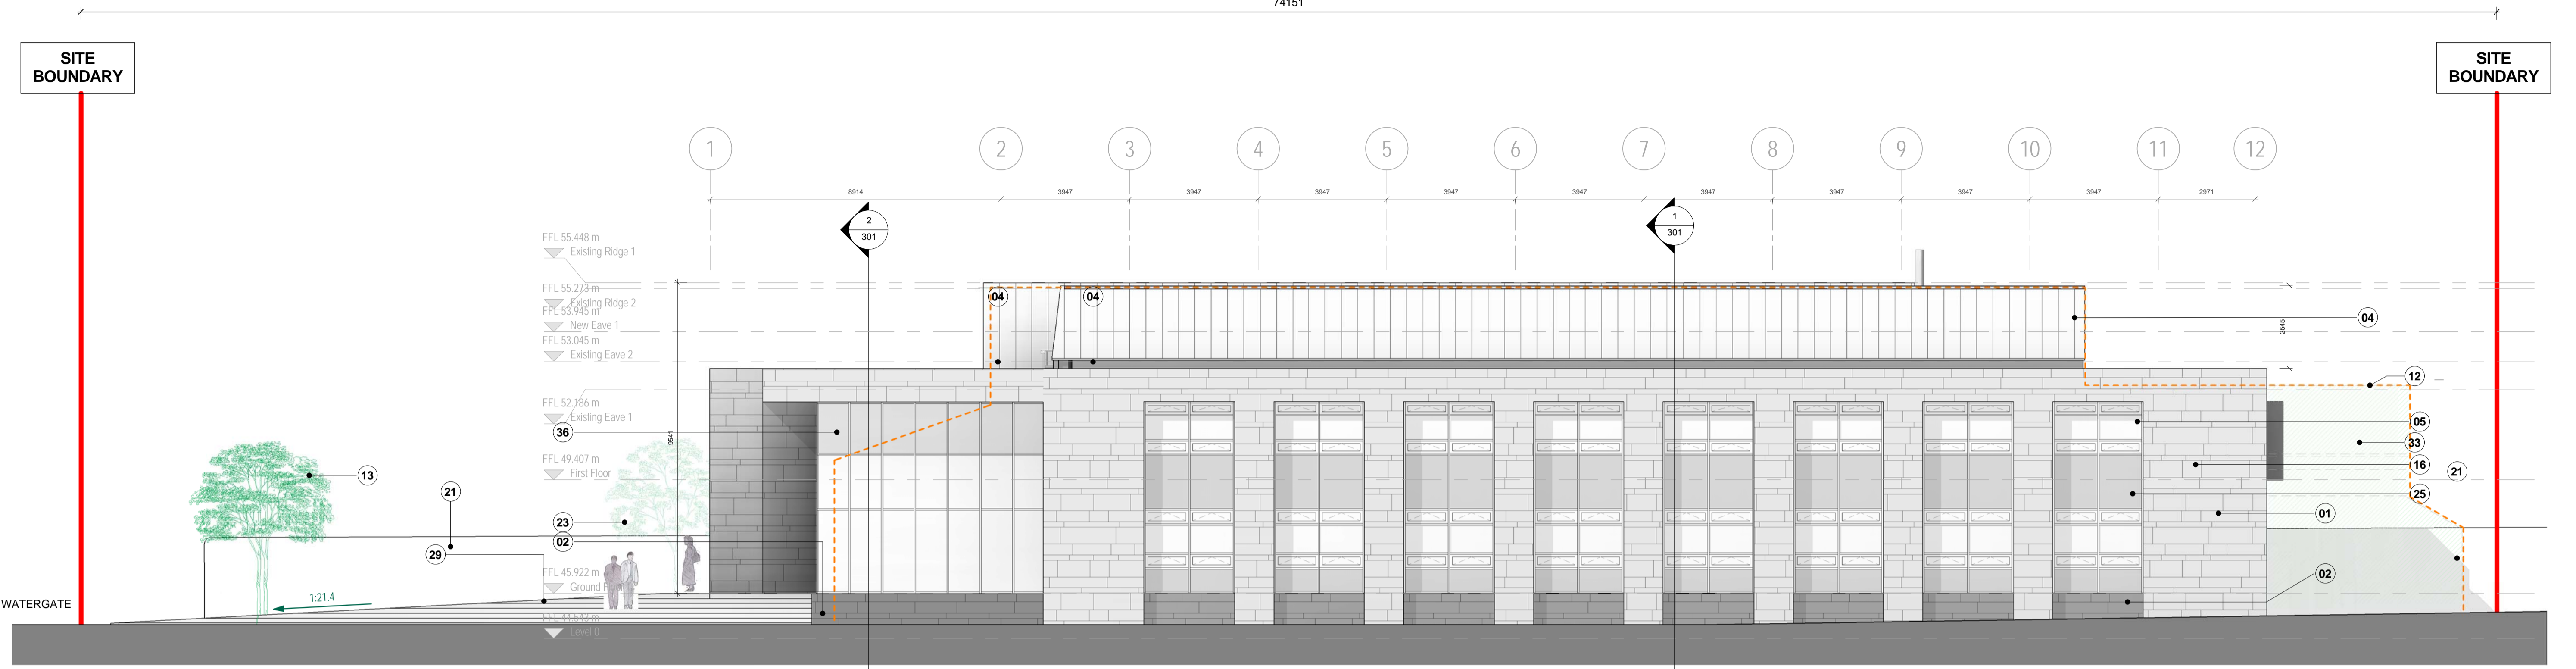 74151
SITE
BOUNDARY
SITE
BOUNDARY
1
2
3
4
5
6
7
8
9
10
11
12
8914
3947
3947
3947
3947
3947
3947
3947
3947
3947
2971
2
301
1
301
FFL 55.448 m
Existing Ridge 1
FFL 55.273 m
Existing Ridge 2
FFL 53.945 m
New Eave 1
FFL 53.045 m
Existing Eave 2
FFL 52.186 m
Existing Eave 1
FFL 49.407 m
First Floor
FFL 45.922 m
Ground
FFL 44.543 m
Level 0
9541
2545
04
04
04
12
05
33
16
21
25
01
02
36
13
21
23
02
29
1:21.4
WATERGATE